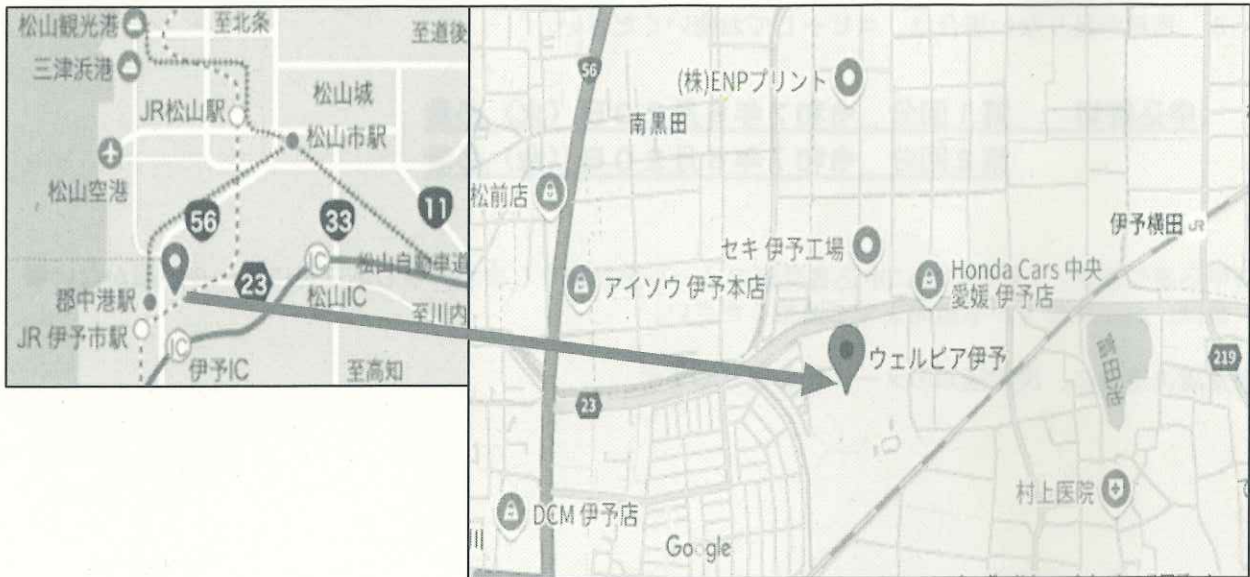 松山観光港
至北条
至道後
三津浜港
松山城
JR松山駅
松山市駅
松山空港
56
33
11
23
IC
松山自動車道
郡中港駅
松山IC
至川内
JR 伊予市駅
IC
伊予IC
至高知
56
(株)ENPプリント
南黒田
松前店
伊予横田
JR
セキ 伊予工場
アイソウ 伊予本店
Honda Cars 中央
愛媛 伊予店
ウェルピア伊予
富田池
219
23
村上医院
DCM 伊予店
川
Google